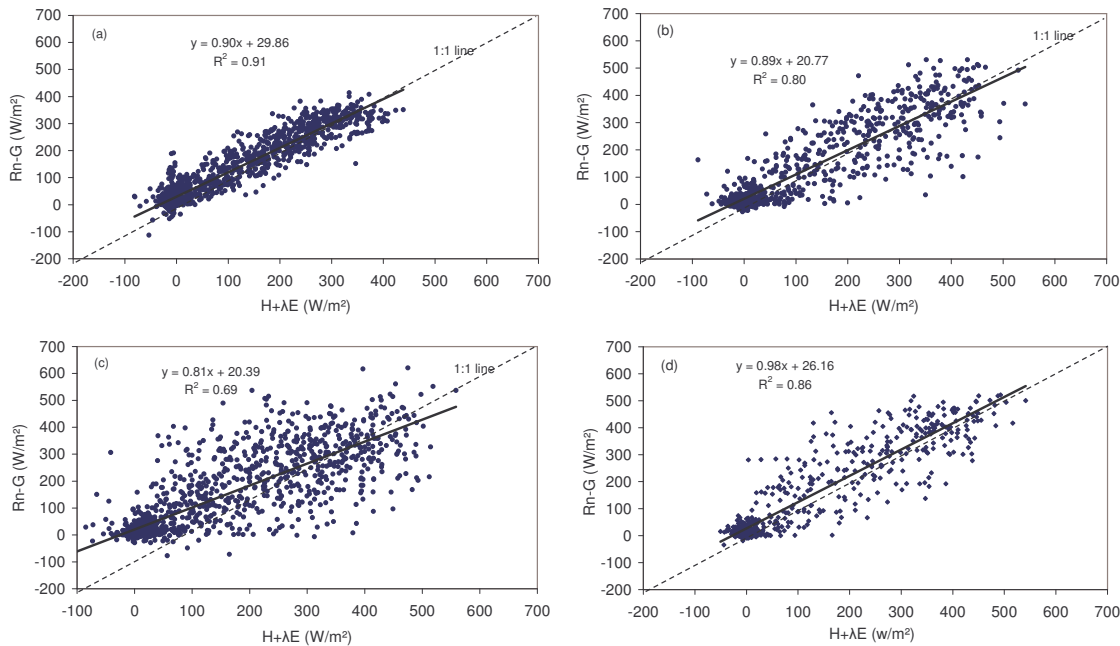 (a)
y = 0.90x + 29.86
R² = 0.91
1:1 line
700
600
500
400
300
200
100
0
-100
-200
Rn-G (W/m²)
-200 -100 0 100 200 300 400 500 600 700
H+λE (W/m²)
(b)
y = 0.89x + 20.77
R² = 0.80
1:1 line
700
600
500
400
300
200
100
0
-100
-200
Rn-G (W/m²)
-200 -100 0 100 200 300 400 500 600 700
H+λE (W/m²)
(c)
y = 0.81x + 20.39
R² = 0.69
1:1 line
700
600
500
400
300
200
100
0
-100
-200
Rn-G (W/m²)
-100 0 100 200 300 400 500 600 700
H+λE (W/m²)
(d)
y = 0.98x + 26.16
R² = 0.86
700
600
500
400
300
200
100
0
-100
-200
Rn-G (W/m²)
-200 -100 0 100 200 300 400 500 600 700
H+λE (w/m²)